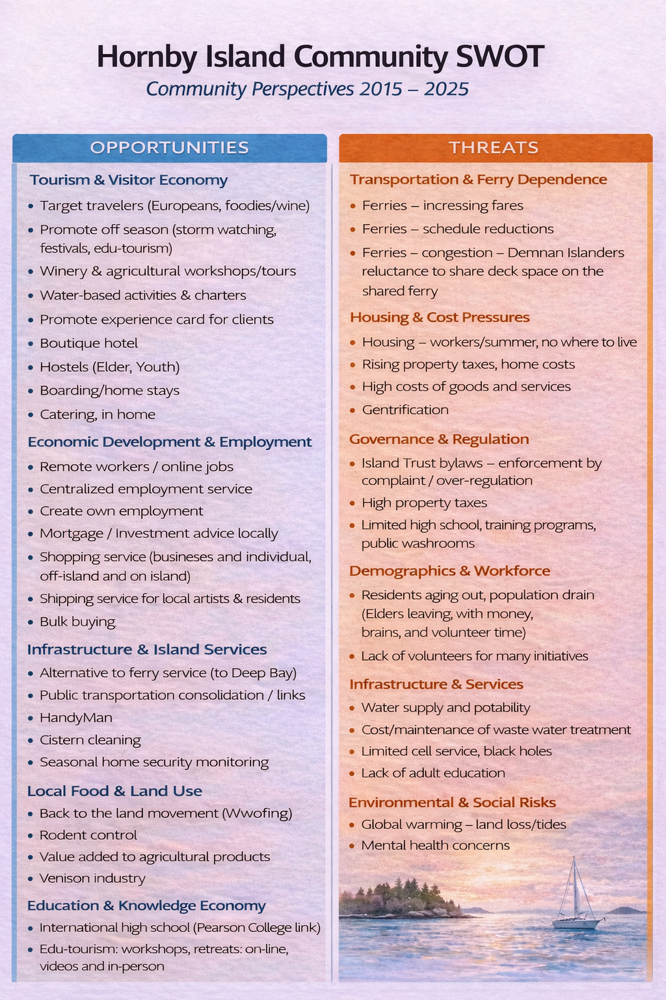 Hornby Island Community SWOT
Community Perspectives 2015 – 2025
OPPORTUNITIES
Tourism & Visitor Economy
• Target travelers (Europeans, foodies/wine)
• Promote off season (storm watching,
festivals, edu-tourism)
• Winery & agricultural workshops/tours
• Water-based activities & charters
• Promote experience card for clients
• Boutique hotel
• Hostels (Elder, Youth)
• Boarding/home stays
• Catering, in home
Economic Development & Employment
• Remote workers / online jobs
• Centralized employment service
• Create own employment
• Mortgage / Investment advice locally
• Shopping service (busineses and individual,
off-island and on island)
• Shipping service for local artists & residents
• Bulk buying.
Infrastructure & Island Services
• Alternative to ferry service (to Deep Bay)
• Public transportation consolidation / links
• HandyMan
• Cistern cleaning
• Seasonal home security monitoring
Local Food & Land Use
• Back to the land movement (Wwofing)
• Rodent control
• Value added to agricultural products
• Venison industry
Education & Knowledge Economy
• International high school (Pearson College link)
• Edu-tourism: workshops, retreats: on-line,
videos and in-person
THREATS
Transportation & Ferry Dependence
• Ferries – incressing fares
• Ferries – schedule reductions
• Ferries – congestion – Demnan Islanders
reluctance to share deck space on the
shared ferry
Housing & Cost Pressures
• Housing – workers/summer, no where to live
• Rising property taxes, home costs
• High costs of goods and services
• Gentrification
Governance & Regulation
• Island Trust bylaws – enforcement by
complaint / over-regulation
• High property taxes
• Limited high school, training programs,
public washrooms
Demographics & Workforce
• Residents aging out, population drain
(Elders leaving, with money,
brains, and volunteer time)
• Lack of volunteers for many initiatives
Infrastructure & Services
• Water supply and potability
• Cost/maintenance of waste water treatment
• Limited cell service, black holes
• Lack of adult education
Environmental & Social Risks
• Global warming – land loss/tides
• Mental health concerns